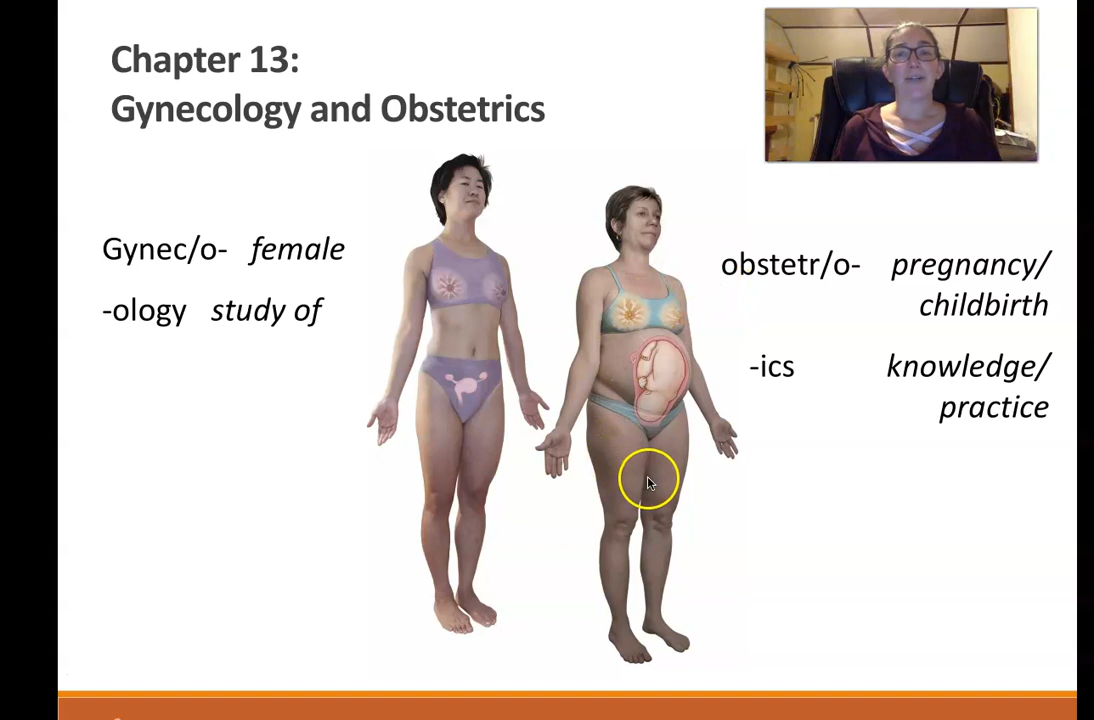 Chapter 13:
Gynecology and Obstetrics
Gynec/o- female
-ology study of
obstetr/o- pregnancy/
childbirth
-ics knowledge/
practice